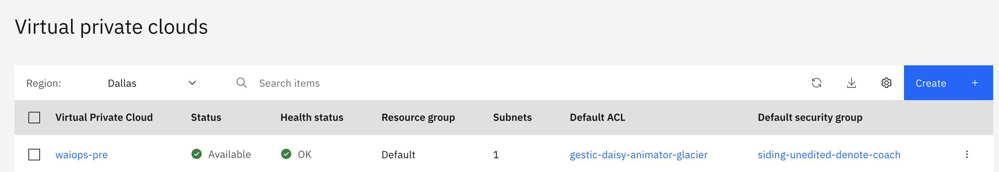 Virtual private clouds
Region: Dallas Search items Create +
Virtual Private Cloud Status Health status Resource group Subnets Default ACL Default security group
waiops-pre Available OK Default 1 gestic-daisy-animator-glacier siding-unedited-denote-coach